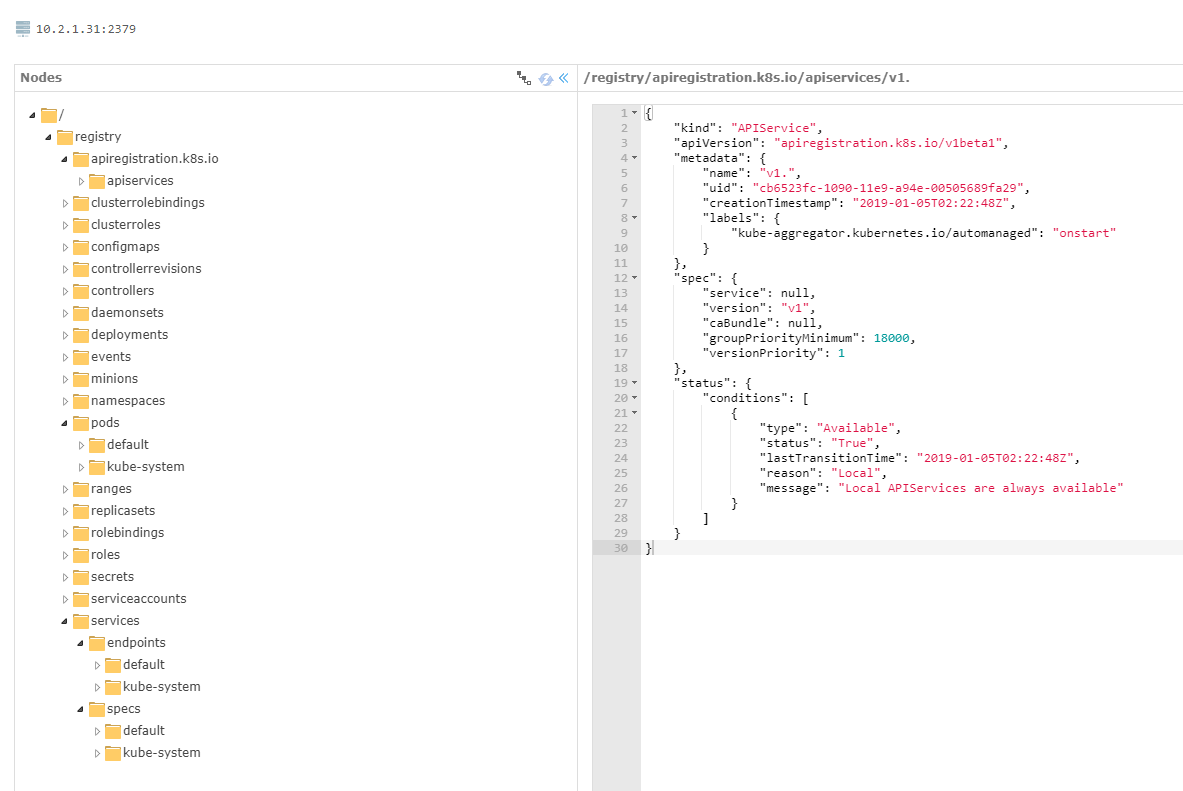 10.2.1.31:2379
Nodes
/
registry
apiregistration.k8s.io
apiservices
clusterrolebindings
clusterroles
configmaps
controllerrevisions
controllers
daemonsets
deployments
events
minions
namespaces
pods
default
kube-system
ranges
replicasets
rolebindings
roles
secrets
serviceaccounts
services
endpoints
default
kube-system
specs
default
kube-system
/registry/apiregistration.k8s.io/apiservices/v1.
1 {
2 "kind": "APIService",
3 "apiVersion": "apiregistration.k8s.io/v1beta1",
4 "metadata": {
5 "name": "v1.",
6 "uid": "cb6523fc-1090-11e9-a94e-00505689fa29",
7 "creationTimestamp": "2019-01-05T02:22:48Z",
8 "labels": {
9 "kube-aggregator.kubernetes.io/automanaged": "onstart"
10 }
11 },
12 "spec": {
13 "service": null,
14 "version": "v1",
15 "caBundle": null,
16 "groupPriorityMinimum": 18000,
17 "versionPriority": 1
18 },
19 "status": {
20 "conditions": [
21 {
22 "type": "Available",
23 "status": "True",
24 "lastTransitionTime": "2019-01-05T02:22:48Z",
25 "reason": "Local",
26 "message": "Local APIServices are always available"
27 }
28 ]
29 }
30 }